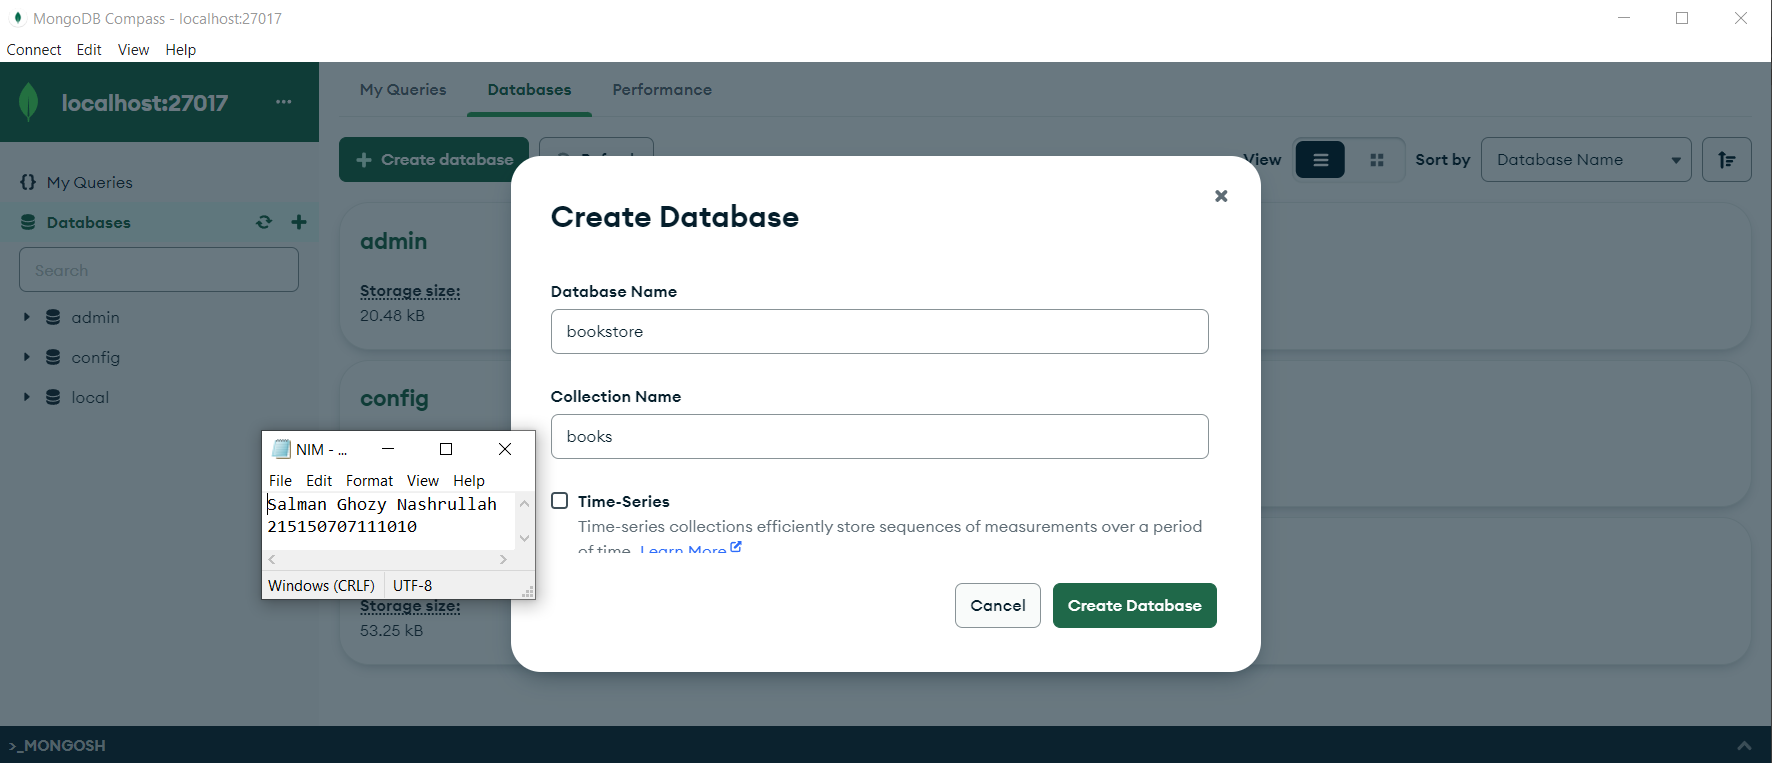 MongoDB Compass - localhost:27017
Connect Edit View Help
localhost:27017 ...
My Queries Databases Performance
+ Create database
View
Sort by Database Name
{} My Queries
Databases
Search
admin
config
local
admin
Storage size:
20.48 kB
config
Storage size:
53.25 kB
Create Database
Database Name
bookstore
Collection Name
books
Time-Series
Time-series collections efficiently store sequences of measurements over a period
of time. Learn More
Cancel Create Database
NIM - ...
File Edit Format View Help
Salman Ghozy Nashrullah
215150707111010
Windows (CRLF) UTF-8
>_MONGOSH